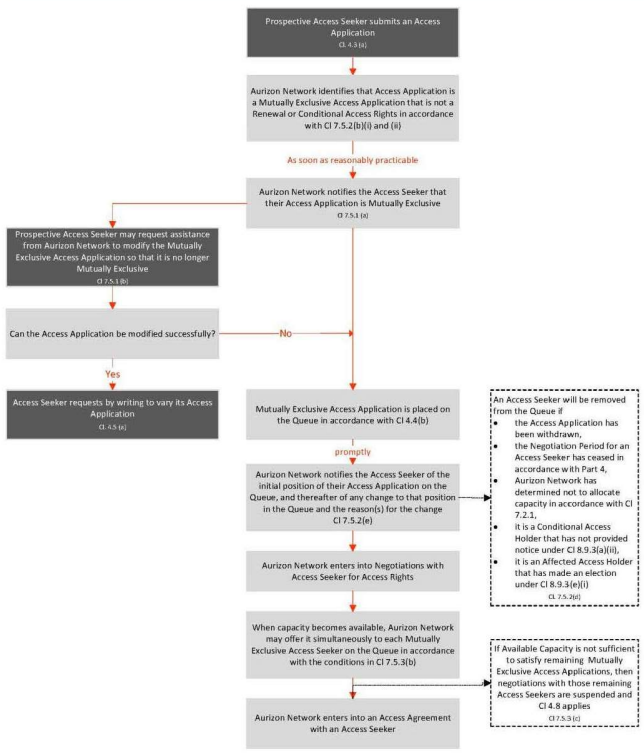 Prospective Access Seeker submits an Access
Application
Cl. 4.3 (a)
Aurizon Network identifies that Access Application is
a Mutually Exclusive Access Application that is not a
Renewal or Conditional Access Rights in accordance
with Cl 7.5.2(b)(i) and (ii)
As soon as reasonably practicable
Aurizon Network notifies the Access Seeker that
their Access Application is Mutually Exclusive
Cl 7.5.1 (a)
Prospective Access Seeker may request assistance
from Aurizon Network to modify the Mutually
Exclusive Access Application so that it is no longer
Mutually Exclusive
Cl 7.5.1 (b)
Can the Access Application be modified successfully?
No
Yes
Access Seeker requests by writing to vary its Access
Application
Cl. 4.5 (a)
Mutually Exclusive Access Application is placed on
the Queue in accordance with Cl 4.4(b)
promptly
Aurizon Network notifies the Access Seeker of the
initial position of their Access Application on the
Queue, and thereafter of any change to that position
in the Queue and the reason(s) for the change
Cl 7.5.2(e)
An Access Seeker will be removed
from the Queue if
• the Access Application has
been withdrawn,
• the Negotiation Period for an
Access Seeker has ceased in
accordance with Part 4,
• Aurizon Network has
determined not to allocate
capacity in accordance with Cl
7.2.1,
• it is a Conditional Access
Holder that has not provided
notice under Cl 8.9.3(a)(ii),
• it is an Affected Access Holder
that has made an election
under Cl 8.9.3(e)(i)
Cl. 7.5.2(d)
Aurizon Network enters into Negotiations with
Access Seeker for Access Rights
When capacity becomes available, Aurizon Network
may offer it simultaneously to each Mutually
Exclusive Access Seeker on the Queue in accordance
with the conditions in Cl 7.5.3(b)
If Available Capacity is not sufficient
to satisfy remaining Mutually
Exclusive Access Applications, then
negotiations with those remaining
Access Seekers are suspended and
Cl 4.8 applies
Cl 7.5.3 (c)
Aurizon Network enters into an Access Agreement
with an Access Seeker